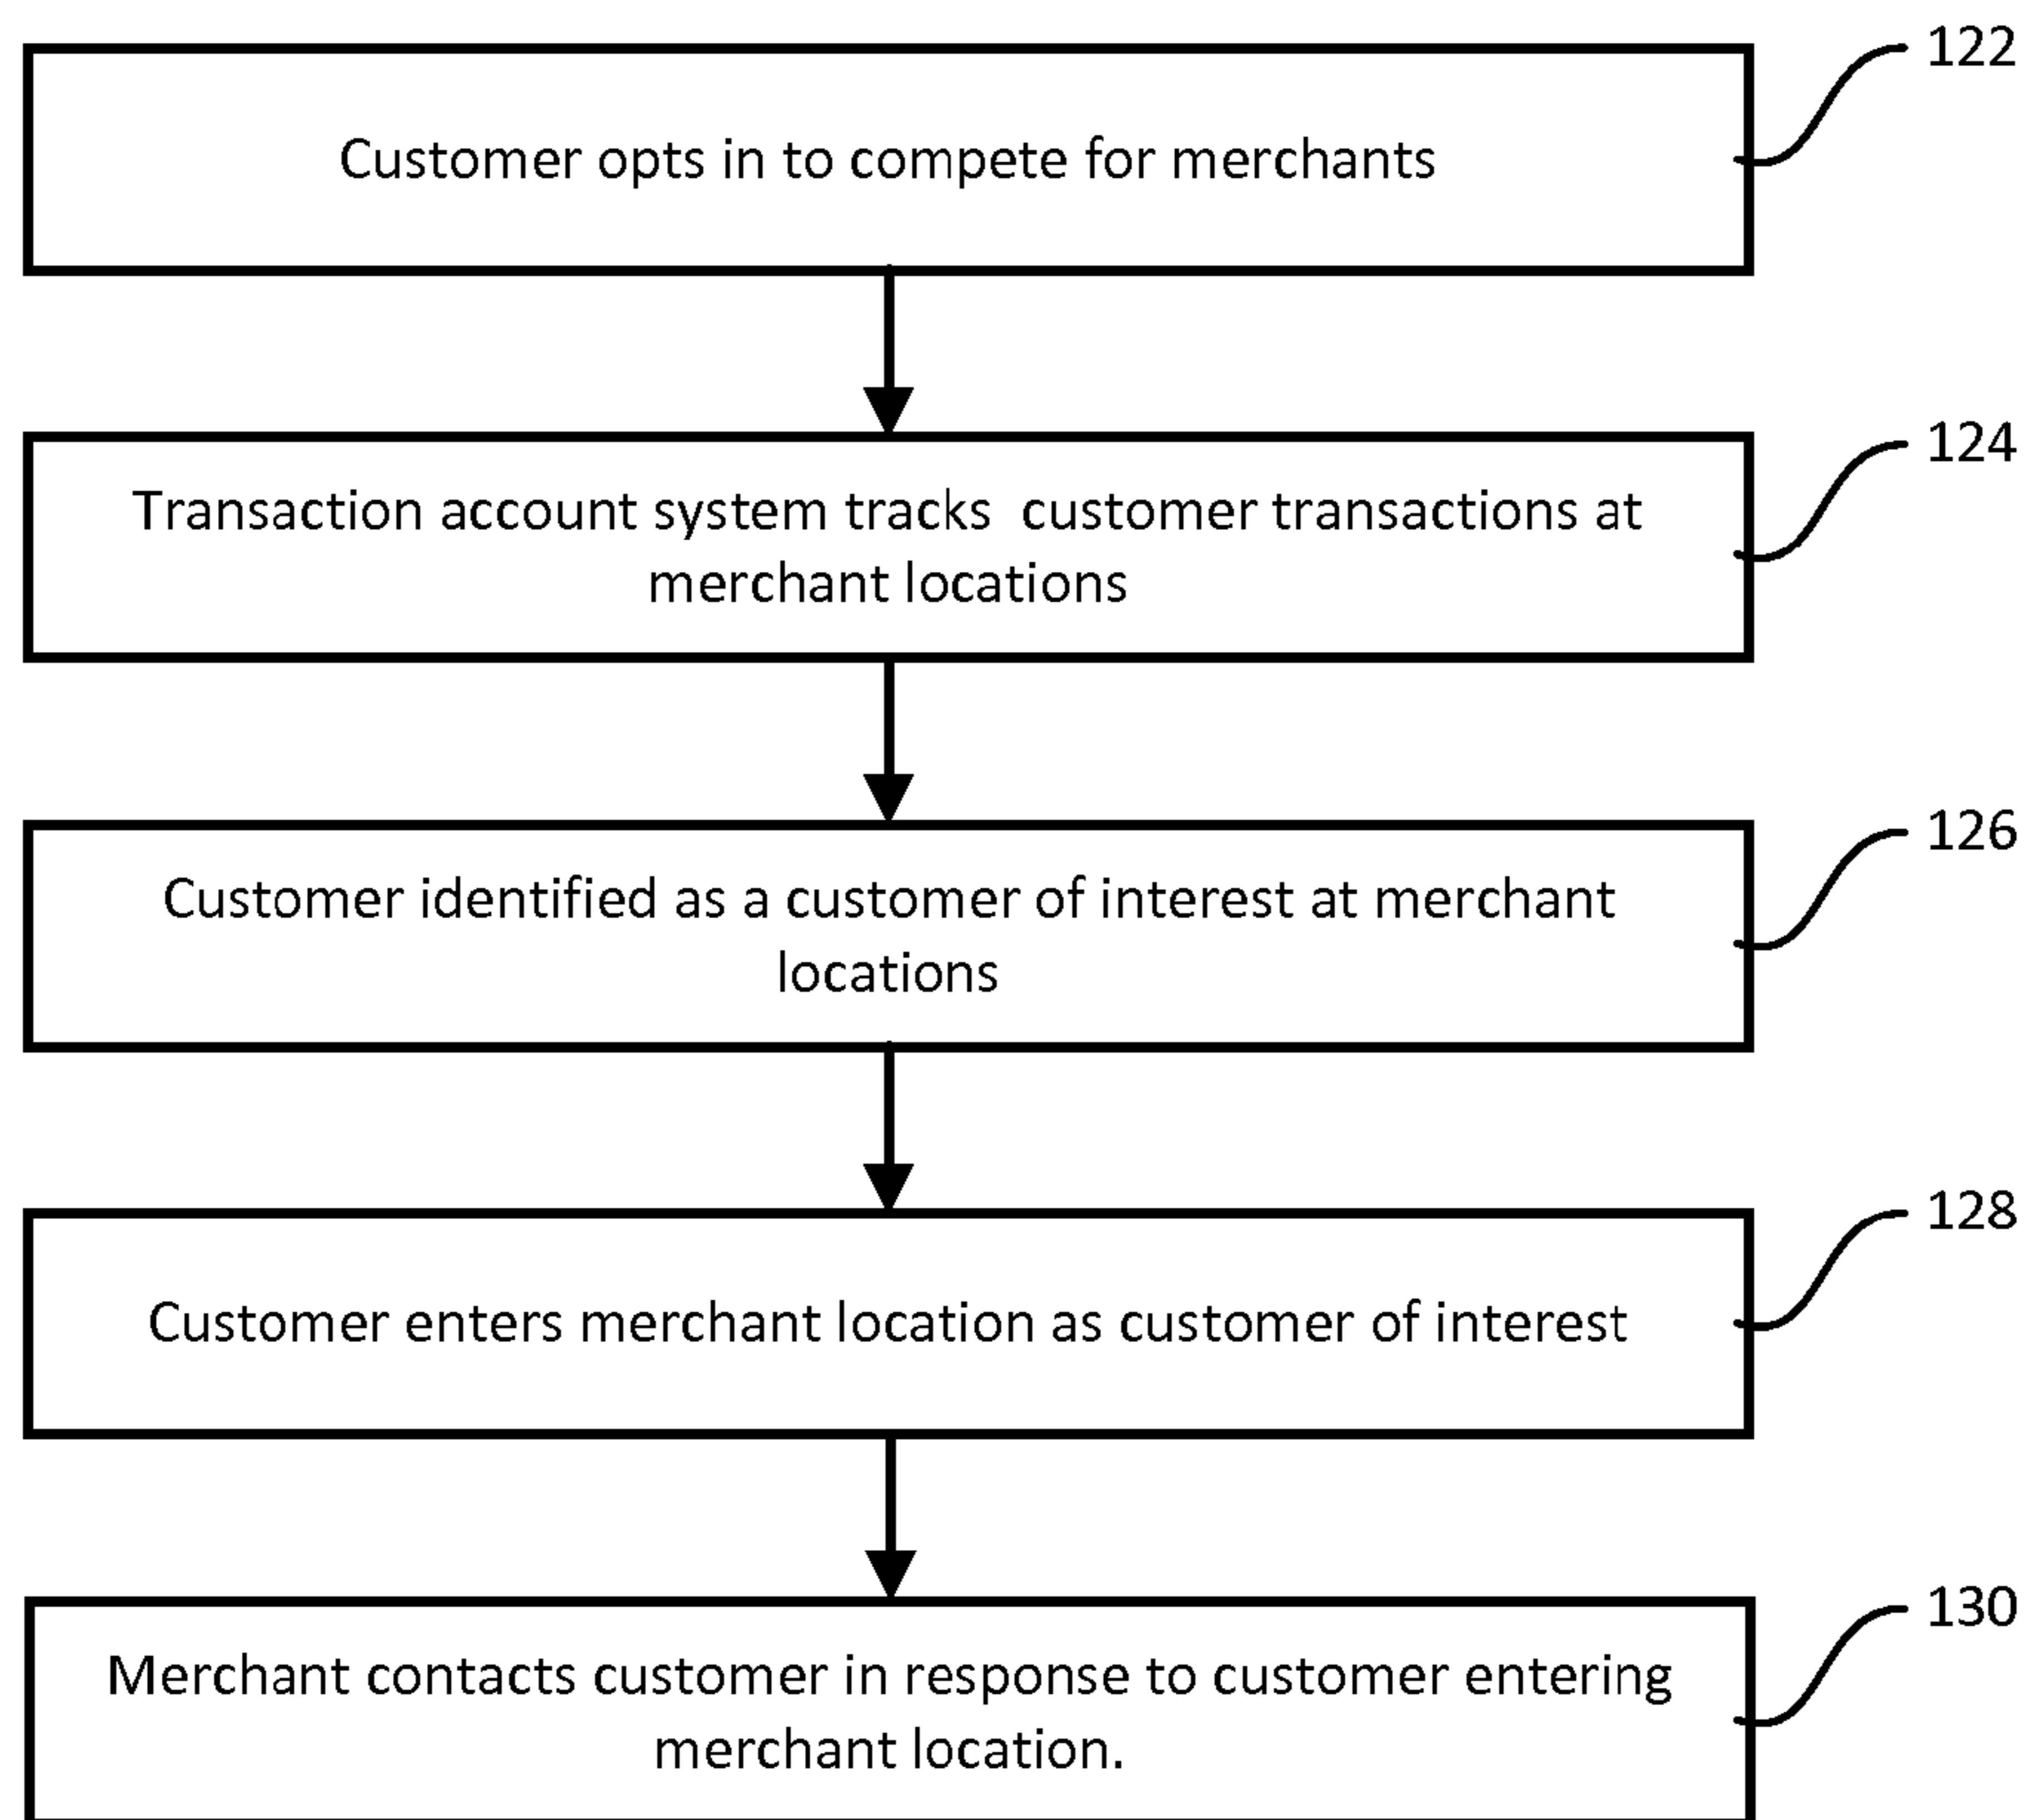 122
Customer opts in to compete for merchants
124
Transaction account system tracks  customer transactions at
merchant locations
126
Customer identified as a customer of interest at merchant
locations
128
Customer enters merchant location as customer of interest
130
Merchant contacts customer in response to customer entering
merchant location.